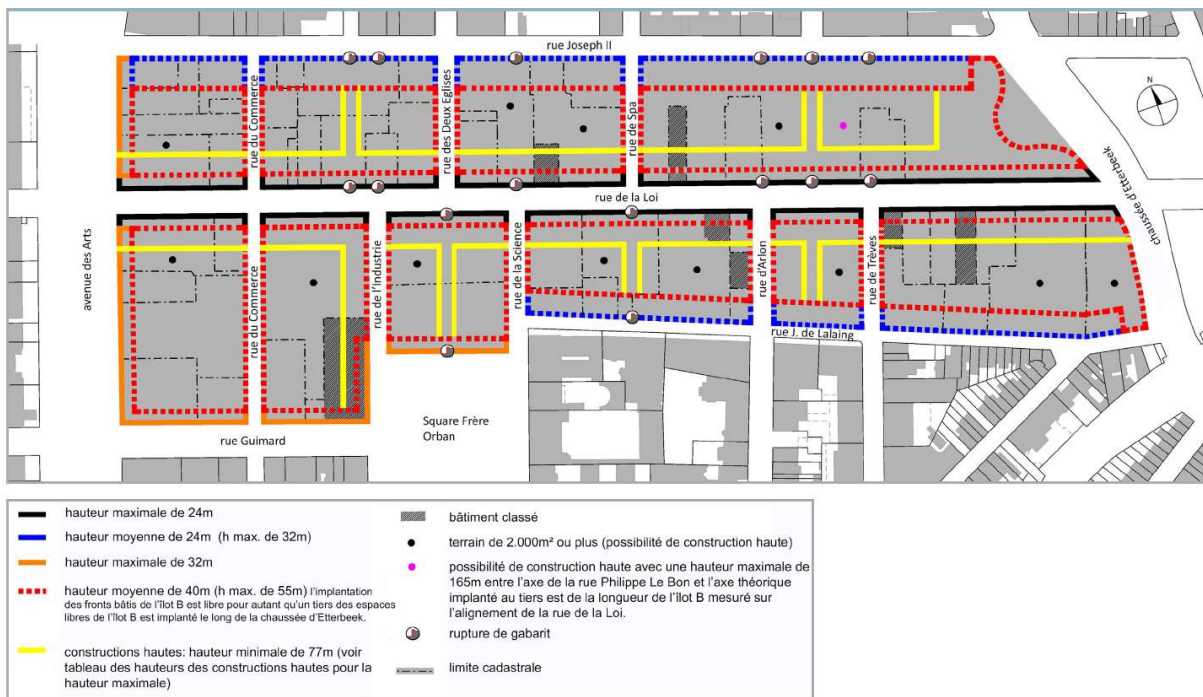 rue Joseph II
N
rue du Commerce
rue des Deux Eglises
rue de Spa
chaussée d'Etterbeek
rue de la Loi
avenue des Arts
rue du Commerce
rue de l'Industrie
rue de la Science
rue d'Arlon
rue de Trèves
rue J. de Lalaing
Square Frère
Orban
rue Guimard
hauteur maximale de 24m
hauteur moyenne de 24m (h max. de 32m)
hauteur maximale de 32m
hauteur moyenne de 40m (h max. de 55m) l'implantation
des fronts bâtis de l'îlot B est libre pour autant qu'un tiers des espaces
libres de l'îlot B est implanté le long de la chaussée d'Etterbeek.
constructions hautes: hauteur minimale de 77m (voir
tableau des hauteurs des constructions hautes pour la
hauteur maximale)
bâtiment classé
terrain de 2.000m² ou plus (possibilité de construction haute)
possibilité de construction haute avec une hauteur maximale de
165m entre l'axe de la rue Philippe Le Bon et l'axe théorique
implanté au tiers est de la longueur de l'îlot B mesuré sur
l'alignement de la rue de la Loi.
rupture de gabarit
limite cadastrale